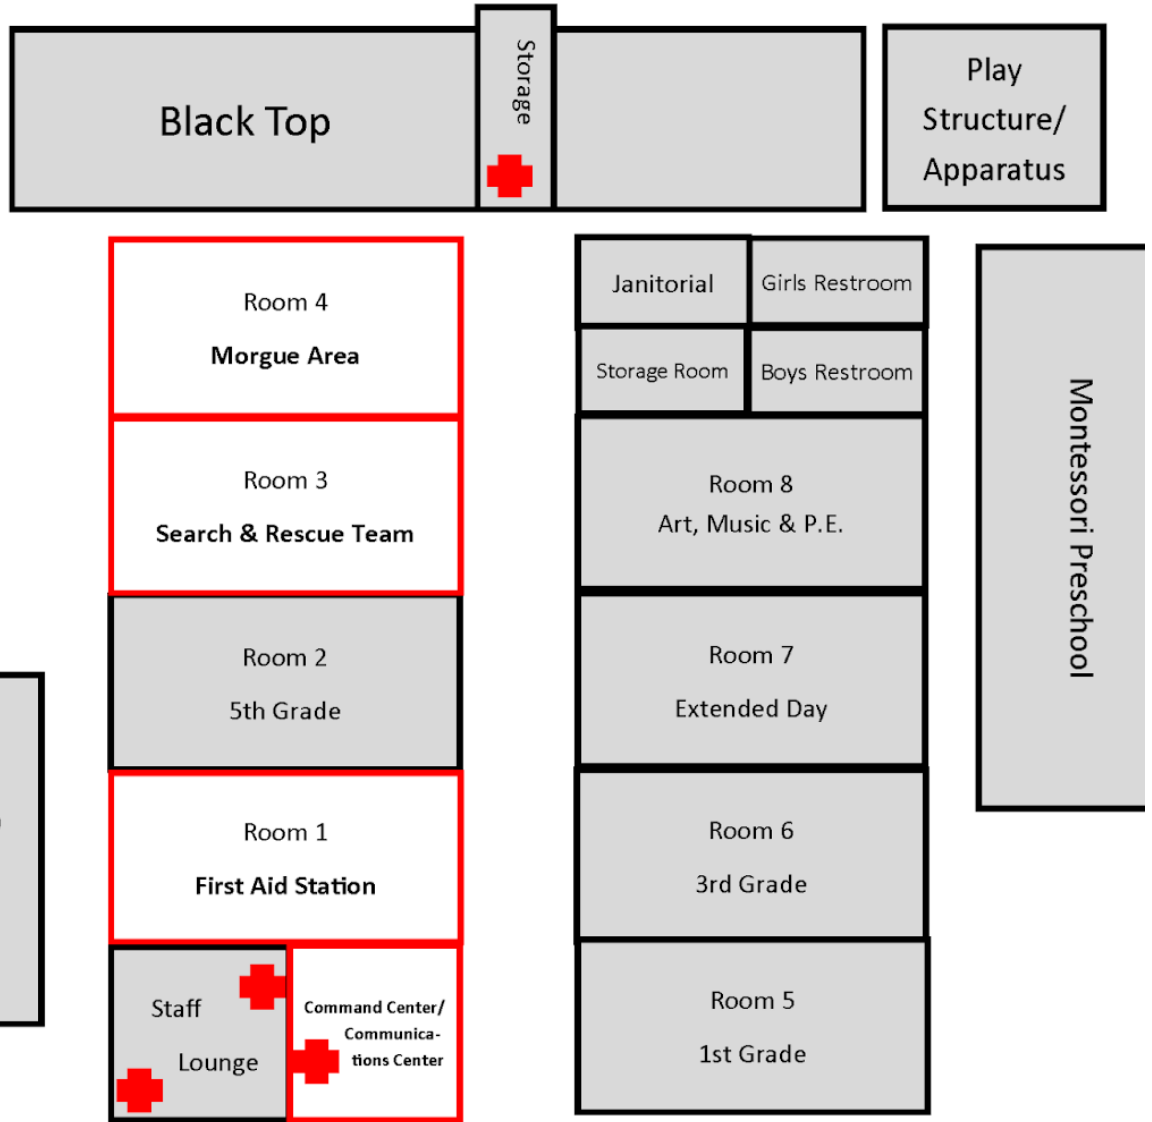 Black Top
Storage
Play
Structure/
Apparatus
Room 4
Morgue Area
Room 3
Search & Rescue Team
Room 2
5th Grade
Room 1
First Aid Station
Staff
Lounge
Command Center/
Communica-
tions Center
Janitorial
Girls Restroom
Storage Room
Boys Restroom
Room 8
Art, Music & P.E.
Room 7
Extended Day
Room 6
3rd Grade
Room 5
1st Grade
Montessori Preschool